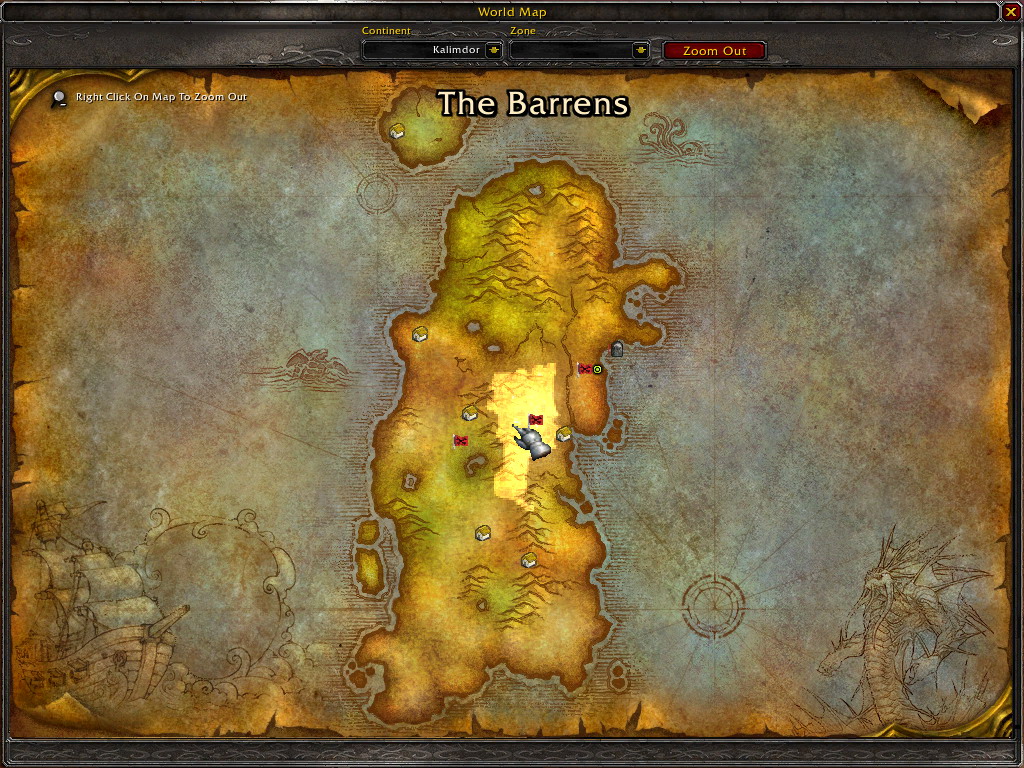 World Map
Continent
Zone
Kalimdor
Zoom Out
Right Click On Map To Zoom Out
The Barrens